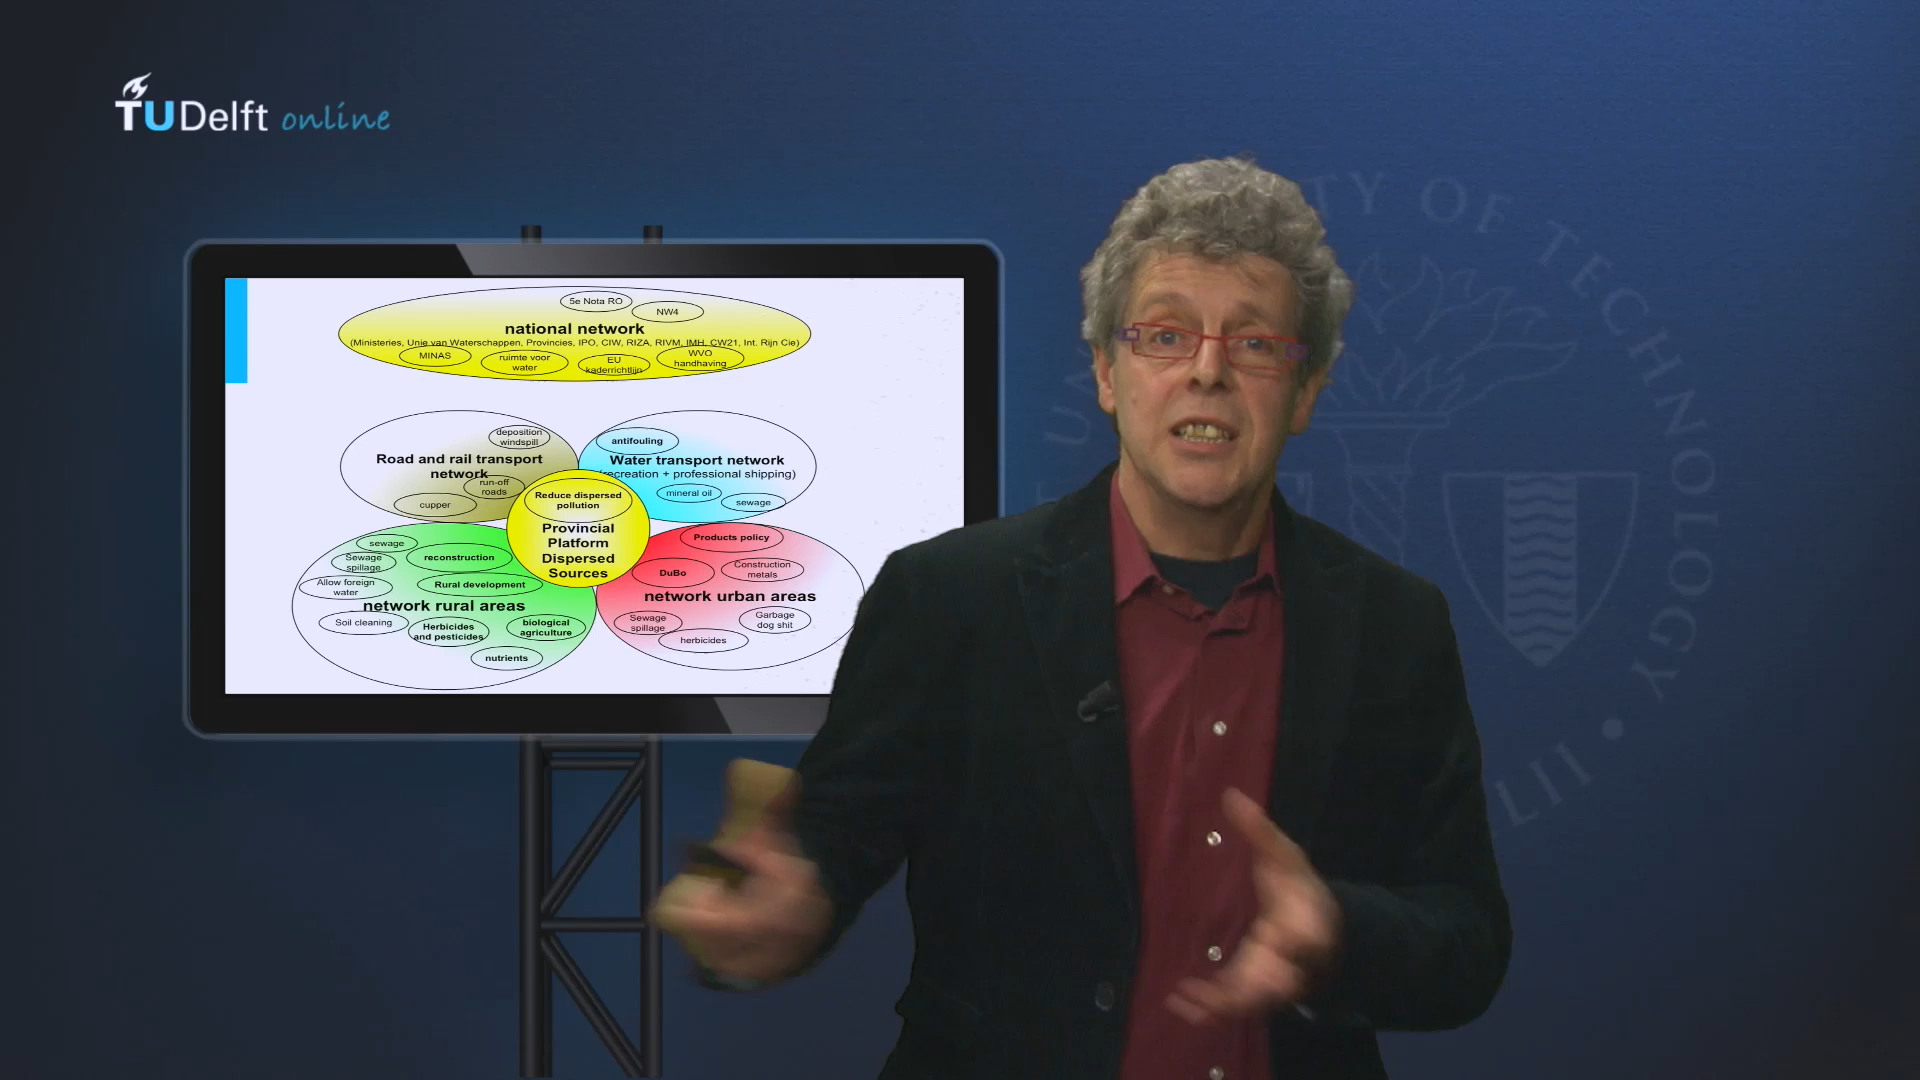 TUDelft online
5e Nota RO
NW4
national network
(Ministeries, Unie van Waterschappen, Provincies, IPO, CIW, RIZA, RIVM, IMH, CW21, Int. Rijn Cie)
MINAS
ruimte voor
water
EU
kaderrichtlijn
WVO
handhaving
deposition
windspill
Road and rail transport
network
run-off
roads
cupper
antifouling
Water transport network
(recreation + professional shipping)
mineral oil
sewage
Reduce dispersed
pollution
Provincial
Platform
Dispersed
Sources
sewage
Sewage
spillage
reconstruction
Allow foreign
water
Rural development
network rural areas
Soil cleaning
Herbicides
and pesticides
biological
agriculture
nutrients
Products policy
DuBo
Construction
metals
network urban areas
Sewage
spillage
Garbage
dog shit
herbicides
TY OF TECHNOLOGY